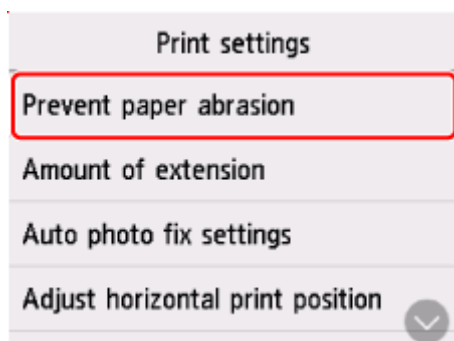 Print settings
Prevent paper abrasion
Amount of extension
Auto photo fix settings
Adjust horizontal print position